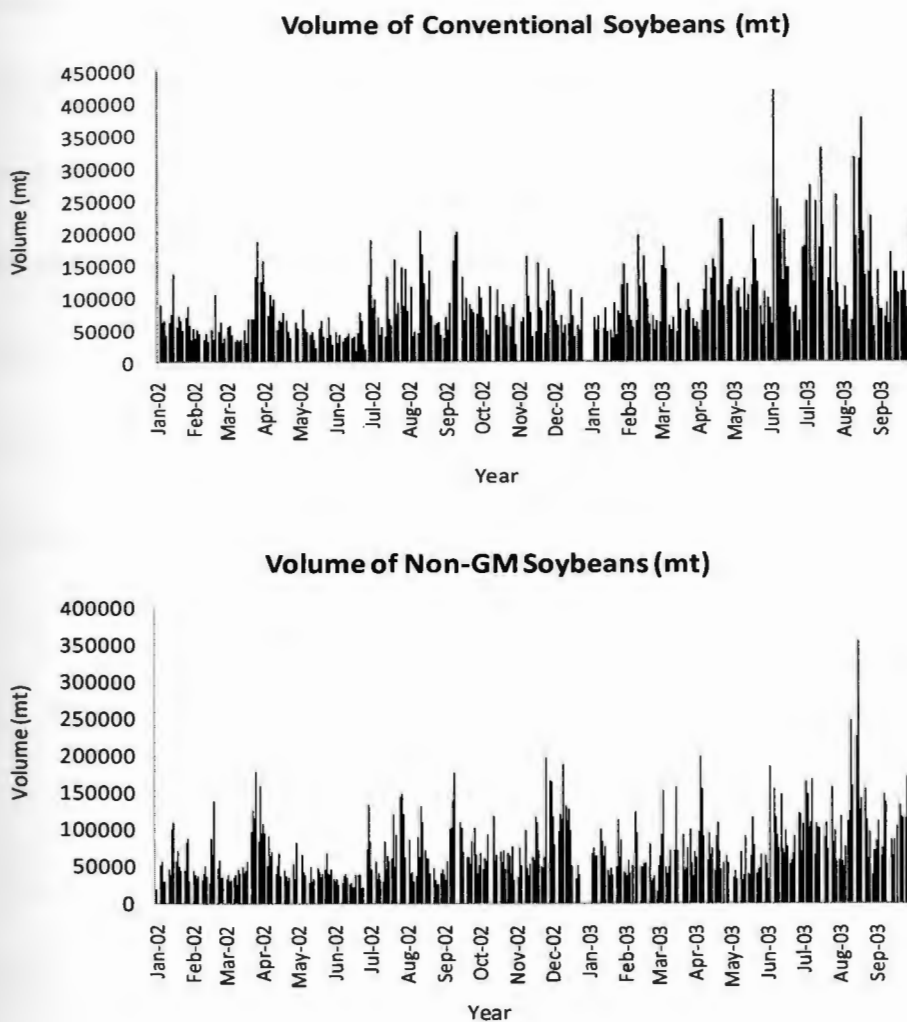 Volume of Conventional Soybeans (mt)
450000
400000
350000
300000
250000
200000
150000
100000
50000
0
Volume (mt)
Jan-02 Feb-02 Mar-02 Apr-02 May-02 Jun-02 Jul-02 Aug-02 Sep-02 Oct-02 Nov-02 Dec-02 Jan-03 Feb-03 Mar-03 Apr-03 May-03 Jun-03 Jul-03 Aug-03 Sep-03
Year
Volume of Non-GM Soybeans (mt)
400000
350000
300000
250000
200000
150000
100000
50000
0
Volume (mt)
Jan-02 Feb-02 Mar-02 Apr-02 May-02 Jun-02 Jul-02 Aug-02 Sep-02 Oct-02 Nov-02 Dec-02 Jan-03 Feb-03 Mar-03 Apr-03 May-03 Jun-03 Jul-03 Aug-03 Sep-03
Year